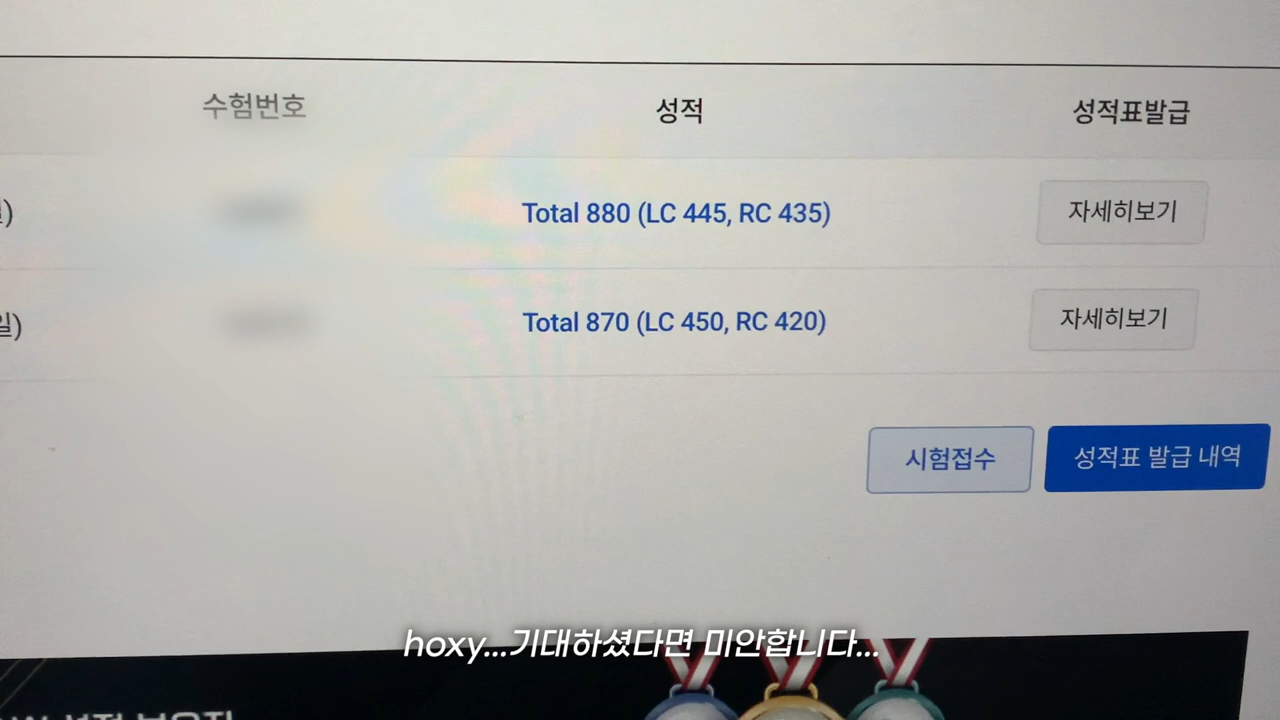 수험번호 성적 성적표발급
일) Total 880 (LC 445, RC 435) 자세히보기
일) Total 870 (LC 450, RC 420) 자세히보기
시험접수 성적표 발급 내역
hoxy...기대하셨다면 미안합니다...